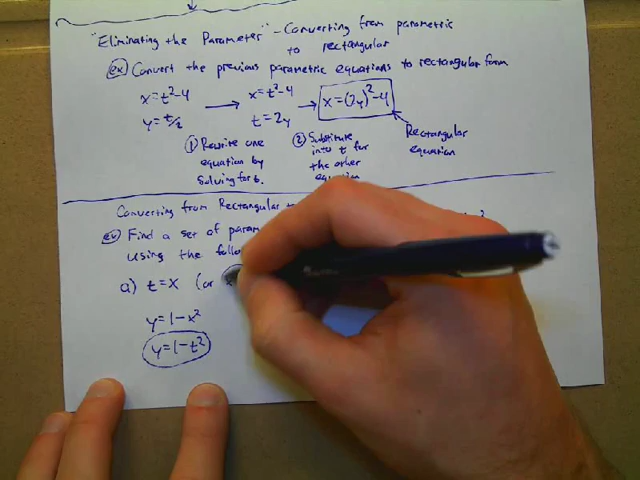 "Eliminating the Parameter" - Converting from parametric
to rectangular
ex Convert the previous parametric equations to rectangular form
x=t²-4 → x=t²-4 → x=(2y)²-4
y=t/2 t=2y
Rectangular
equation
① Rewrite one
equation by
solving for t.
② Substitute
into t for
the other
equation
Converting from Rectangular to
ex Find a set of
using the
a) t=x (or
y=1-x²
y=1-t²